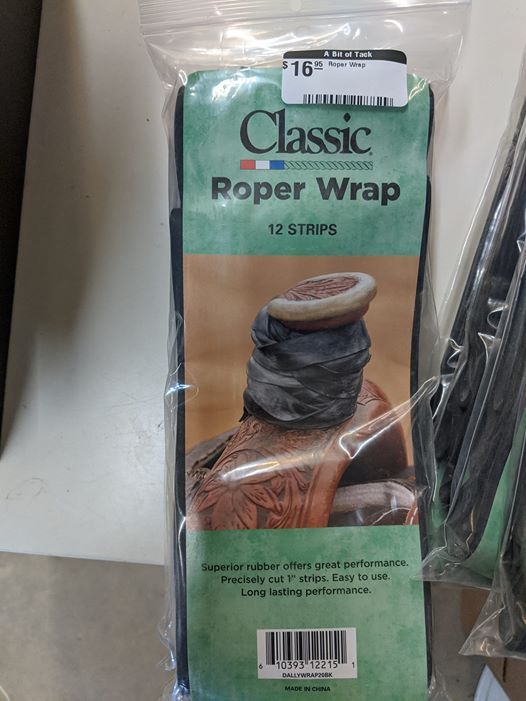 A Bit of Tack
$16 95 Roper Wrap
Classic
Roper Wrap
12 STRIPS
Superior rubber offers great performance.
Precisely cut 1" strips. Easy to use.
Long lasting performance.
6 10393 12215 1
DALLYWRAP20BK
MADE IN CHINA